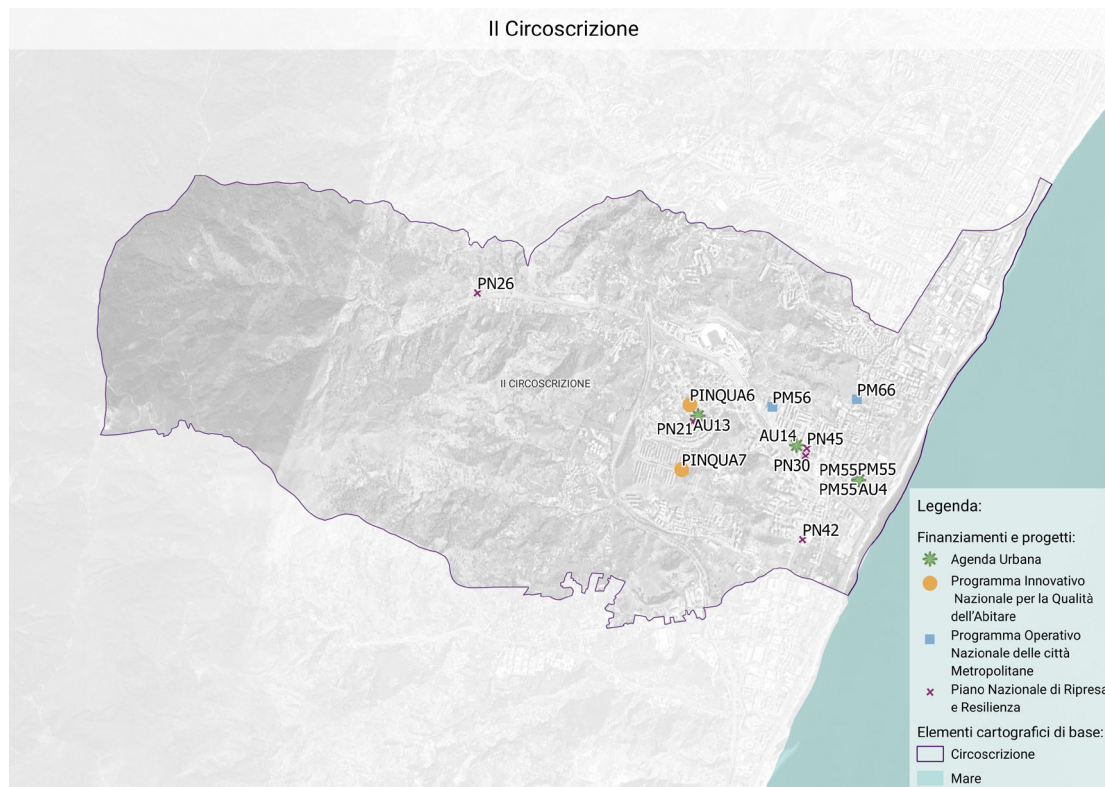 II Circoscrizione
PN26
II CIRCOSCRIZIONE
PINQUA6
PM56
PM66
PN21AU13
AU14
PN45
PINQUA7
PN30
PM55PM55
PM55AU4
PN42
Legenda:
Finanziamenti e progetti:
Agenda Urbana
Programma Innovativo
Nazionale per la Qualità
dell'Abitare
Programma Operativo
Nazionale delle città
Metropolitane
Piano Nazionale di Ripresa
e Resilienza
Elementi cartografici di base:
Circoscrizione
Mare